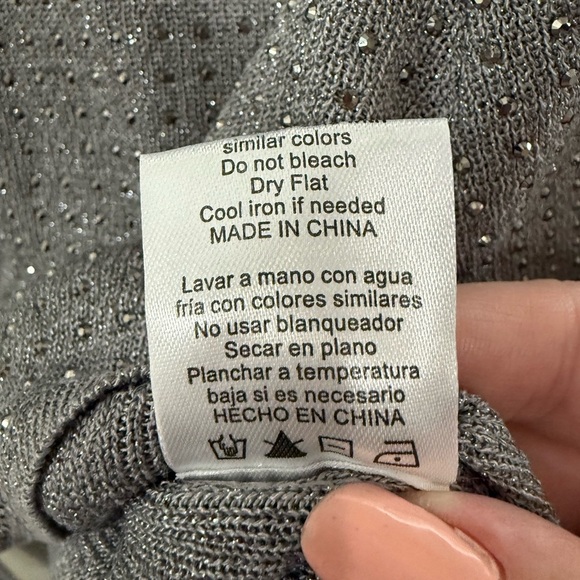 similar colors
Do not bleach
Dry Flat
Cool iron if needed
MADE IN CHINA
Lavar a mano con agua
fría con colores similares
No usar blanqueador
Secar en plano
Planchar a temperatura
baja si es necesario
HECHO EN CHINA